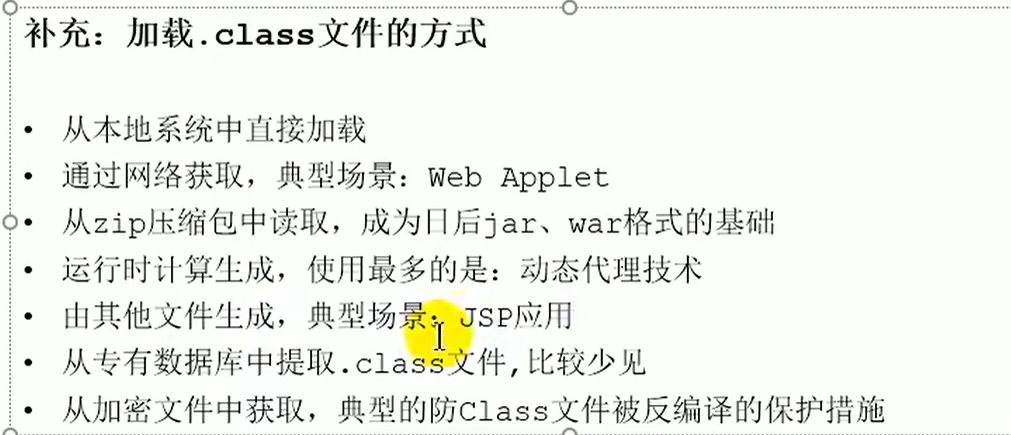 补充：加载.class文件的方式
• 从本地系统中直接加载
• 通过网络获取，典型场景：Web Applet
• 从zip压缩包中读取，成为日后jar、war格式的基础
• 运行时计算生成，使用最多的是：动态代理技术
• 由其他文件生成，典型场景：JSP应用
• 从专有数据库中提取.class文件,比较少见
• 从加密文件中获取，典型的防Class文件被反编译的保护措施